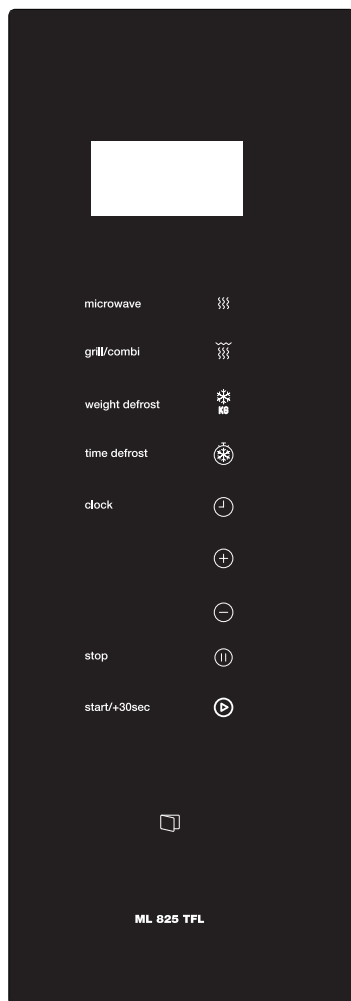 microwave
grill/combi
weight defrost
KG
time defrost
clock
stop
start/+30sec
ML 825 TFL